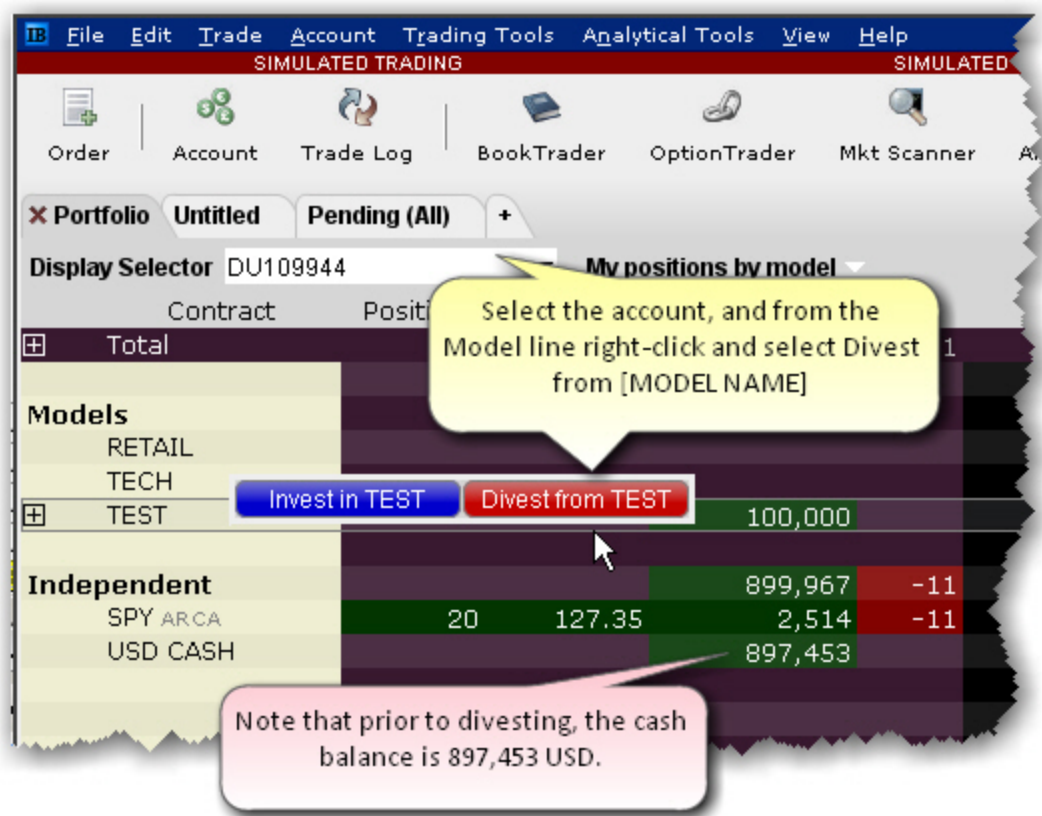 IB File Edit Trade Account Trading Tools Analytical Tools View Help
SIMULATED TRADING SIMULATED
Order Account Trade Log BookTrader OptionTrader Mkt Scanner
Portfolio Untitled Pending (All) +
Display Selector DU109944 My positions by model
Contract Posit
Select the account, and from the
Model line right-click and select Divest
from [MODEL NAME]
Total 1
Models
RETAIL
TECH
Invest in TEST Divest from TEST
TEST 100,000
Independent 899,967 -11
SPY ARCA 20 127.35 2,514 -11
USD CASH 897,453
Note that prior to divesting, the cash
balance is 897,453 USD.